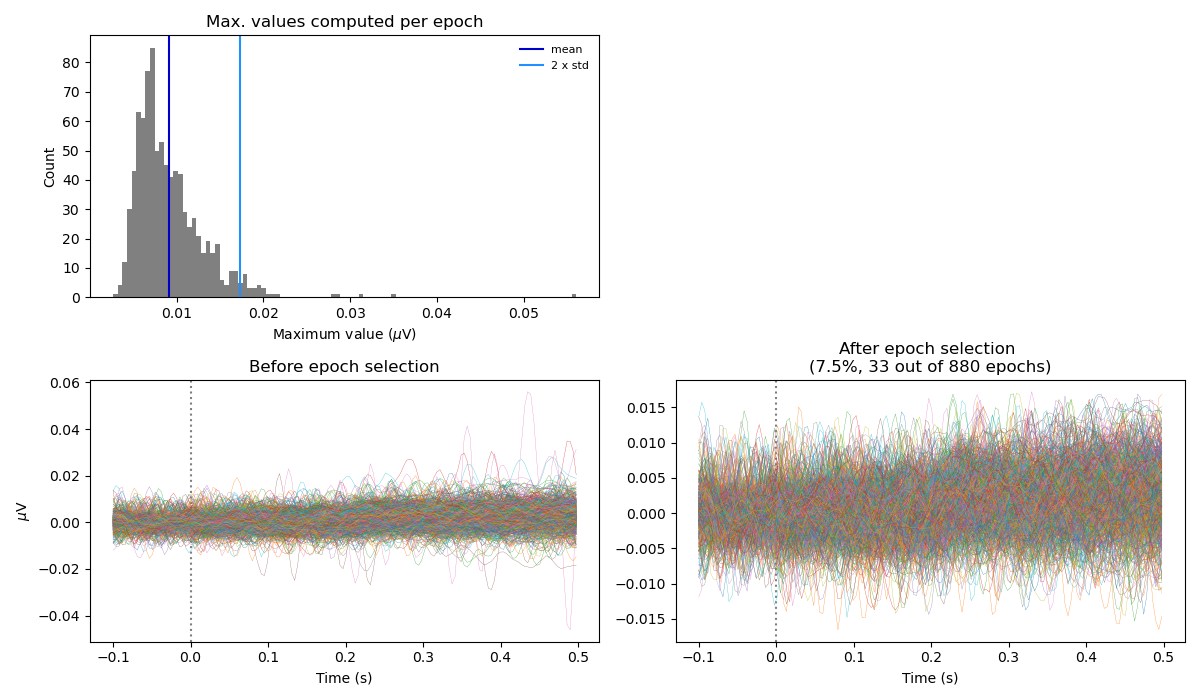 Max. values computed per epoch
mean
2 x std
Count
80
70
60
50
40
30
20
10
0
0.01 0.02 0.03 0.04 0.05
Maximum value (μV)
Before epoch selection
μV
0.06
0.04
0.02
0.00
−0.02
−0.04
−0.1 0.0 0.1 0.2 0.3 0.4 0.5
Time (s)
After epoch selection
(7.5%, 33 out of 880 epochs)
0.015
0.010
0.005
0.000
−0.005
−0.010
−0.015
−0.1 0.0 0.1 0.2 0.3 0.4 0.5
Time (s)